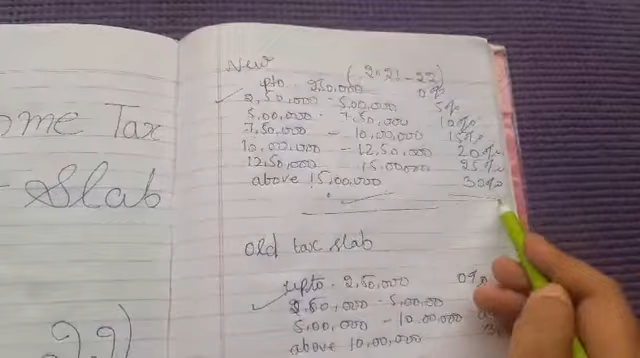 ome Tax
Slab
New
(2021-22)
upto - 250,000 0%
2,50,000 - 5,00,000 5%
5,00,000 - 7,50,000 10%
7,50,000 - 10,00,000 15%
10,00,000 - 12,50,000 20%
12,50,000 - 15,00,000 25%
above 15,00,000 30%
Old tax slab
upto - 2,50,000 0%
2,50,000 - 5,00,00
5,00,000 - 10,00,000
above 10,00,000